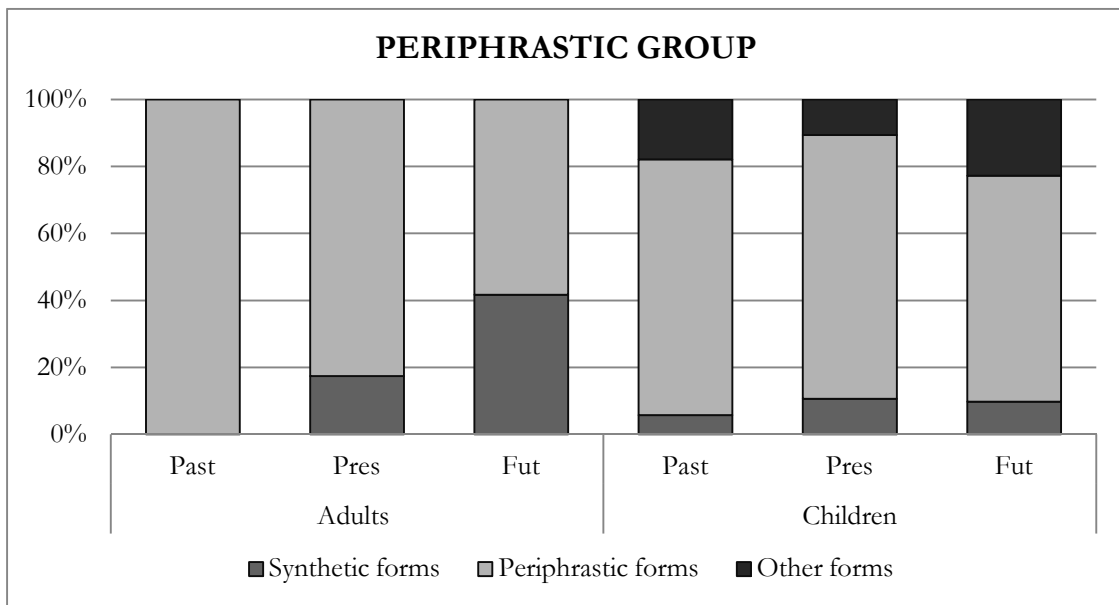 PERIPHRASTIC GROUP
100%
80%
60%
40%
20%
0%
Past Pres Fut Past Pres Fut
Adults Children
Synthetic forms Periphrastic forms Other forms